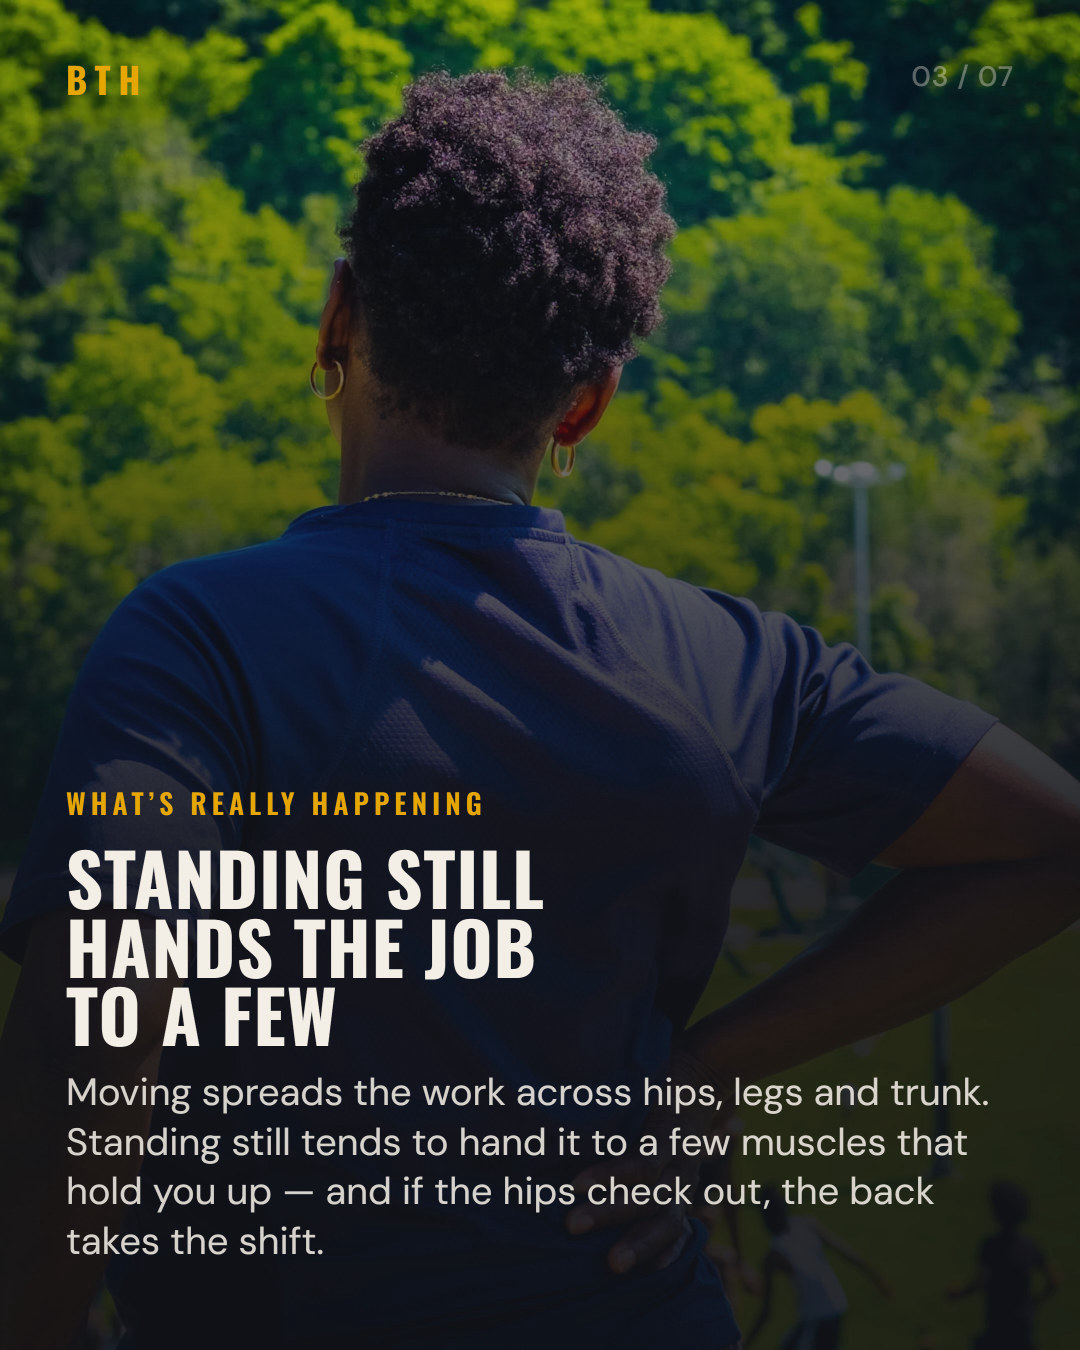 BTH
03 / 07
WHAT’S REALLY HAPPENING
STANDING STILL
HANDS THE JOB
TO A FEW
Moving spreads the work across hips, legs and trunk.
Standing still tends to hand it to a few muscles that
hold you up — and if the hips check out, the back
takes the shift.